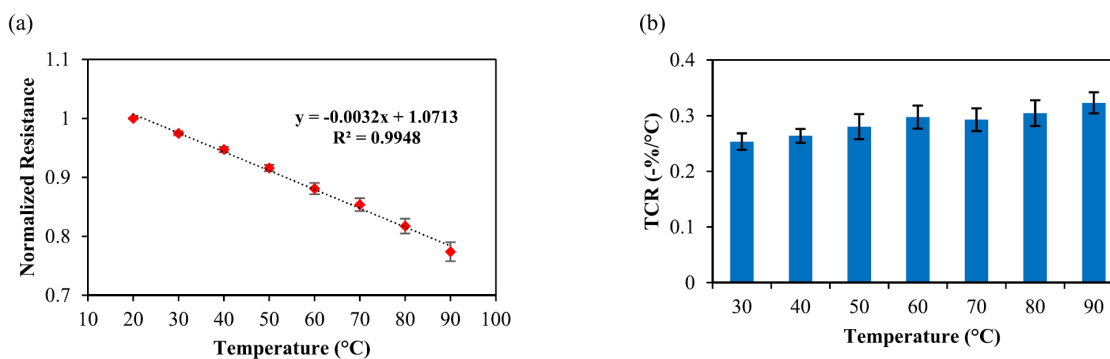 (a)
1.1
1
0.9
0.8
0.7
Normalized Resistance
y = -0.0032x + 1.0713
R² = 0.9948
10 20 30 40 50 60 70 80 90 100
Temperature (°C)
(b)
0.4
0.3
0.2
0.1
0
TCR (-%/°C)
30 40 50 60 70 80 90
Temperature (°C)